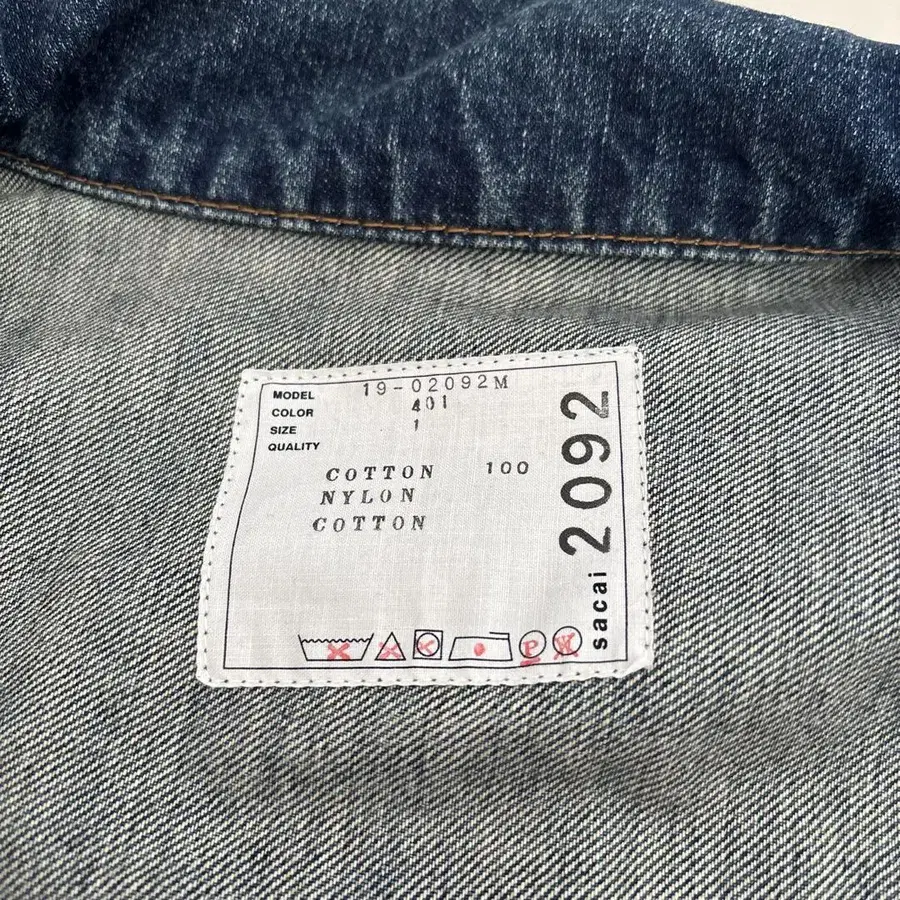 MODEL 19-02092M
COLOR 401
SIZE 1
QUALITY
COTTON 100
NYLON
COTTON
P W
sacai 2092